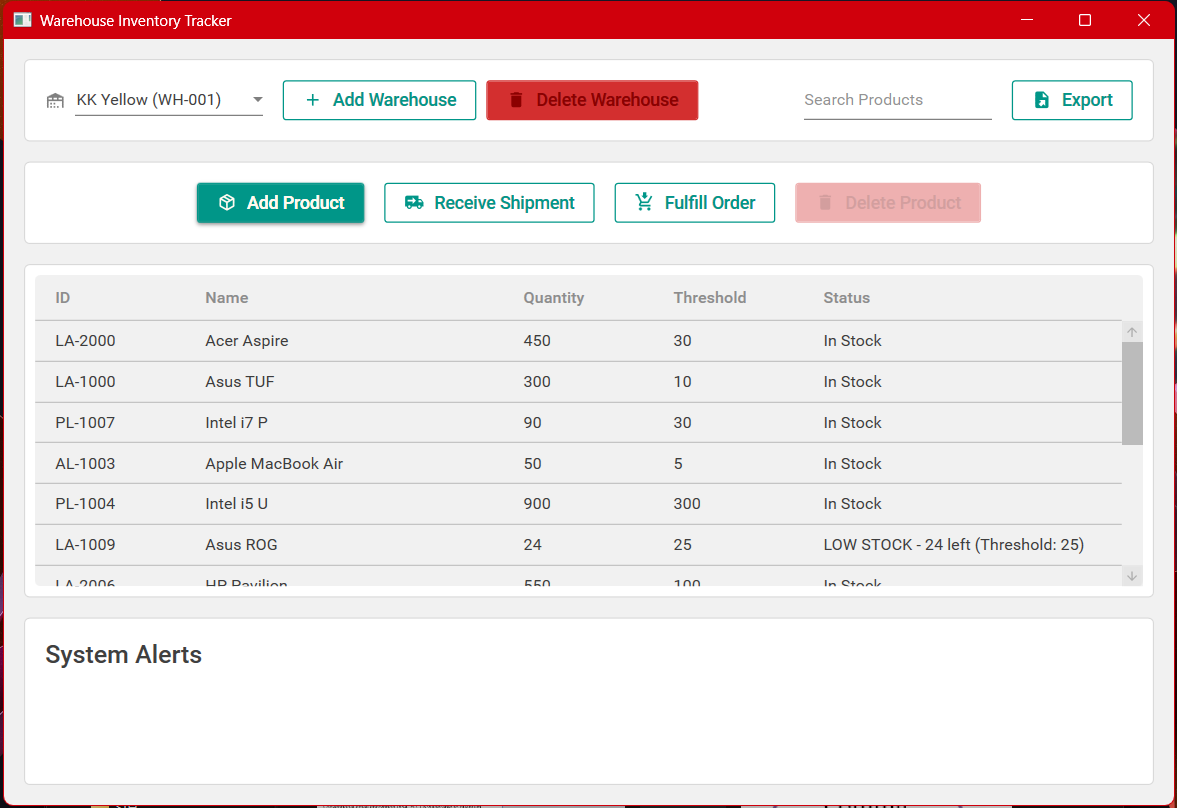 Warehouse Inventory Tracker
KK Yellow (WH-001) Add Warehouse Delete Warehouse Search Products Export
Add Product Receive Shipment Fulfill Order Delete Product
ID Name Quantity Threshold Status
LA-2000 Acer Aspire 450 30 In Stock
LA-1000 Asus TUF 300 10 In Stock
PL-1007 Intel i7 P 90 30 In Stock
AL-1003 Apple MacBook Air 50 5 In Stock
PL-1004 Intel i5 U 900 300 In Stock
LA-1009 Asus ROG 24 25 LOW STOCK - 24 left (Threshold: 25)
LA-2006 HP Pavilion 550 100 In Stock
System Alerts